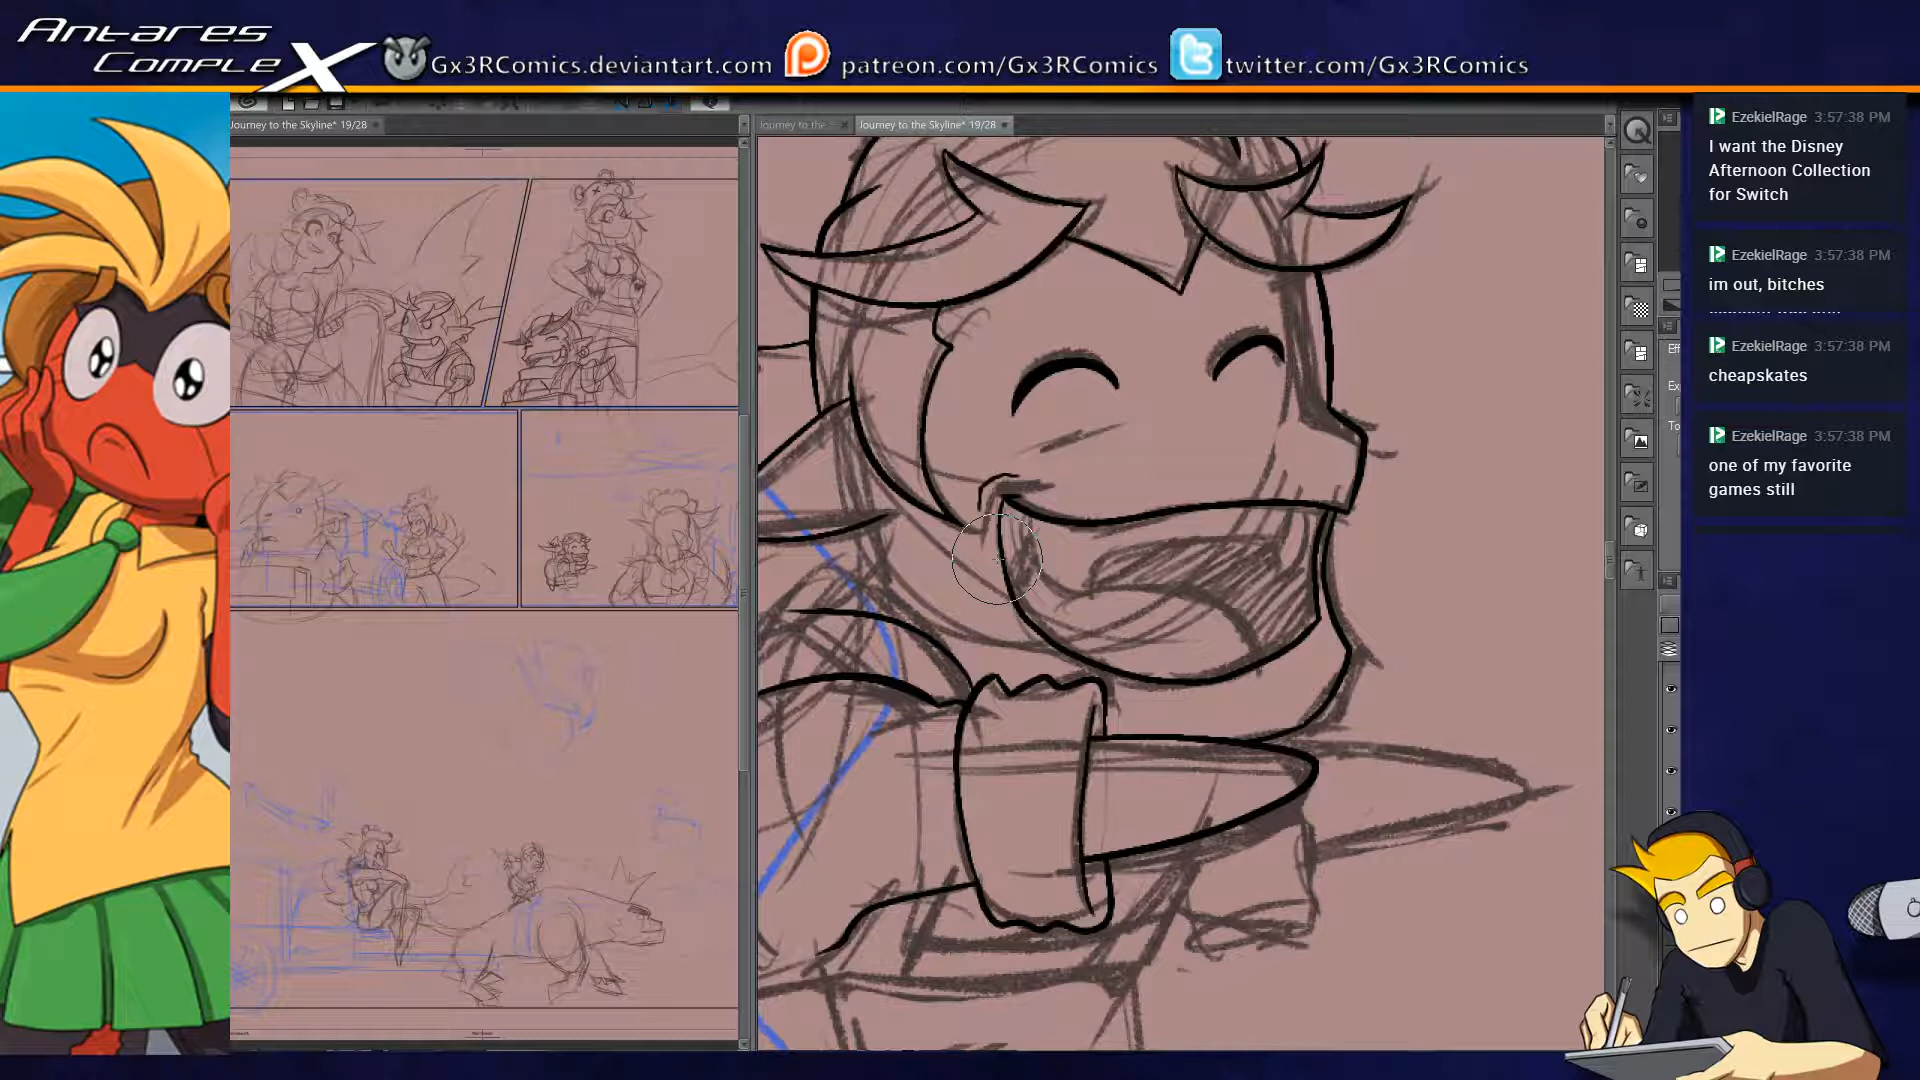 Antares
CompleX
Gx3RComics.deviantart.com
patreon.com/Gx3RComics
twitter.com/Gx3RComics
Journey to the Skyline* 19/28
Journey to the
Journey to the Skyline* 19/28
EzekielRage 3:57:38 PM
I want the Disney
Afternoon Collection
for Switch
EzekielRage 3:57:38 PM
im out, bitches
EzekielRage 3:57:38 PM
cheapskates
EzekielRage 3:57:38 PM
one of my favorite
games still